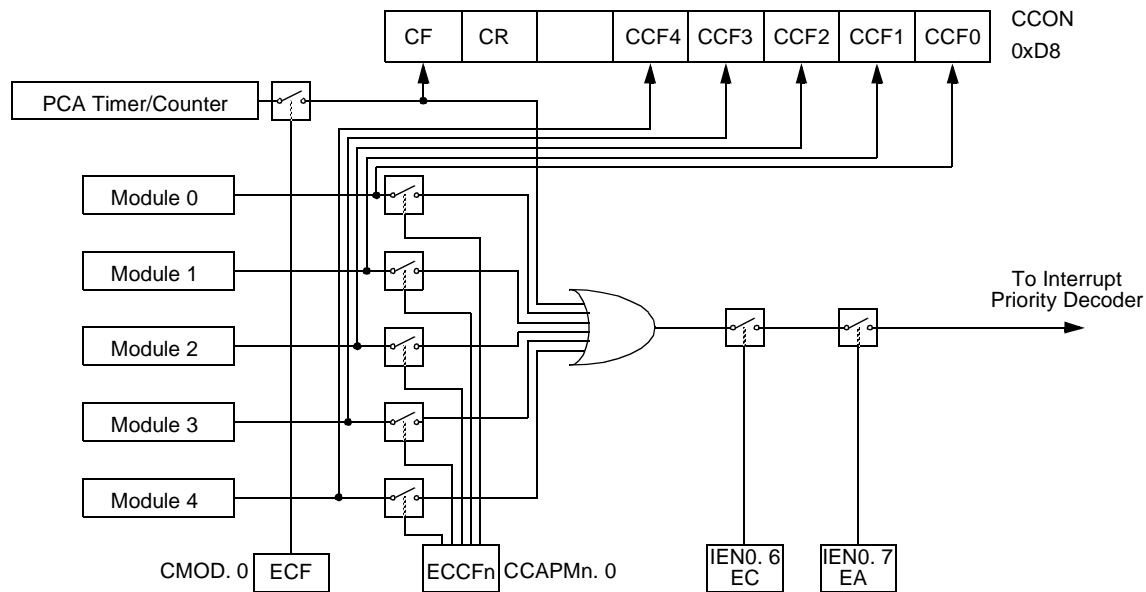 CF CR CCF4 CCF3 CCF2 CCF1 CCF0 CCON
0xD8
PCA Timer/Counter
Module 0
Module 1
Module 2
Module 3
Module 4
To Interrupt
Priority Decoder
CMOD. 0 ECF
ECCFn CCAPMn. 0
IEN0. 6
EC
IEN0. 7
EA